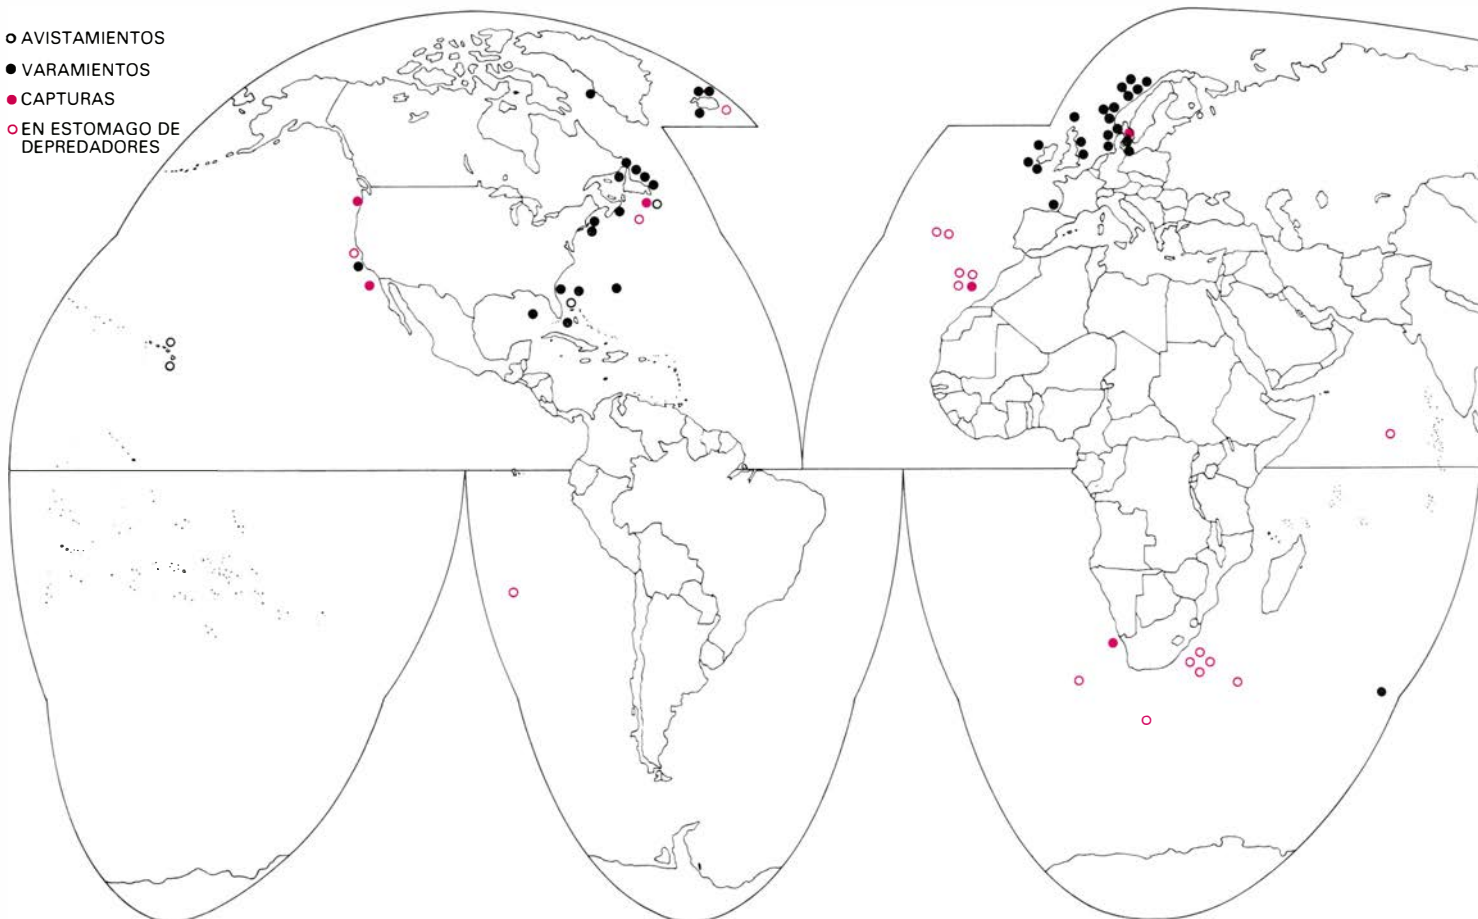 AVISTAMIENTOS
VARAMIENTOS
CAPTURAS
EN ESTOMAGO DE
DEPREDADORES